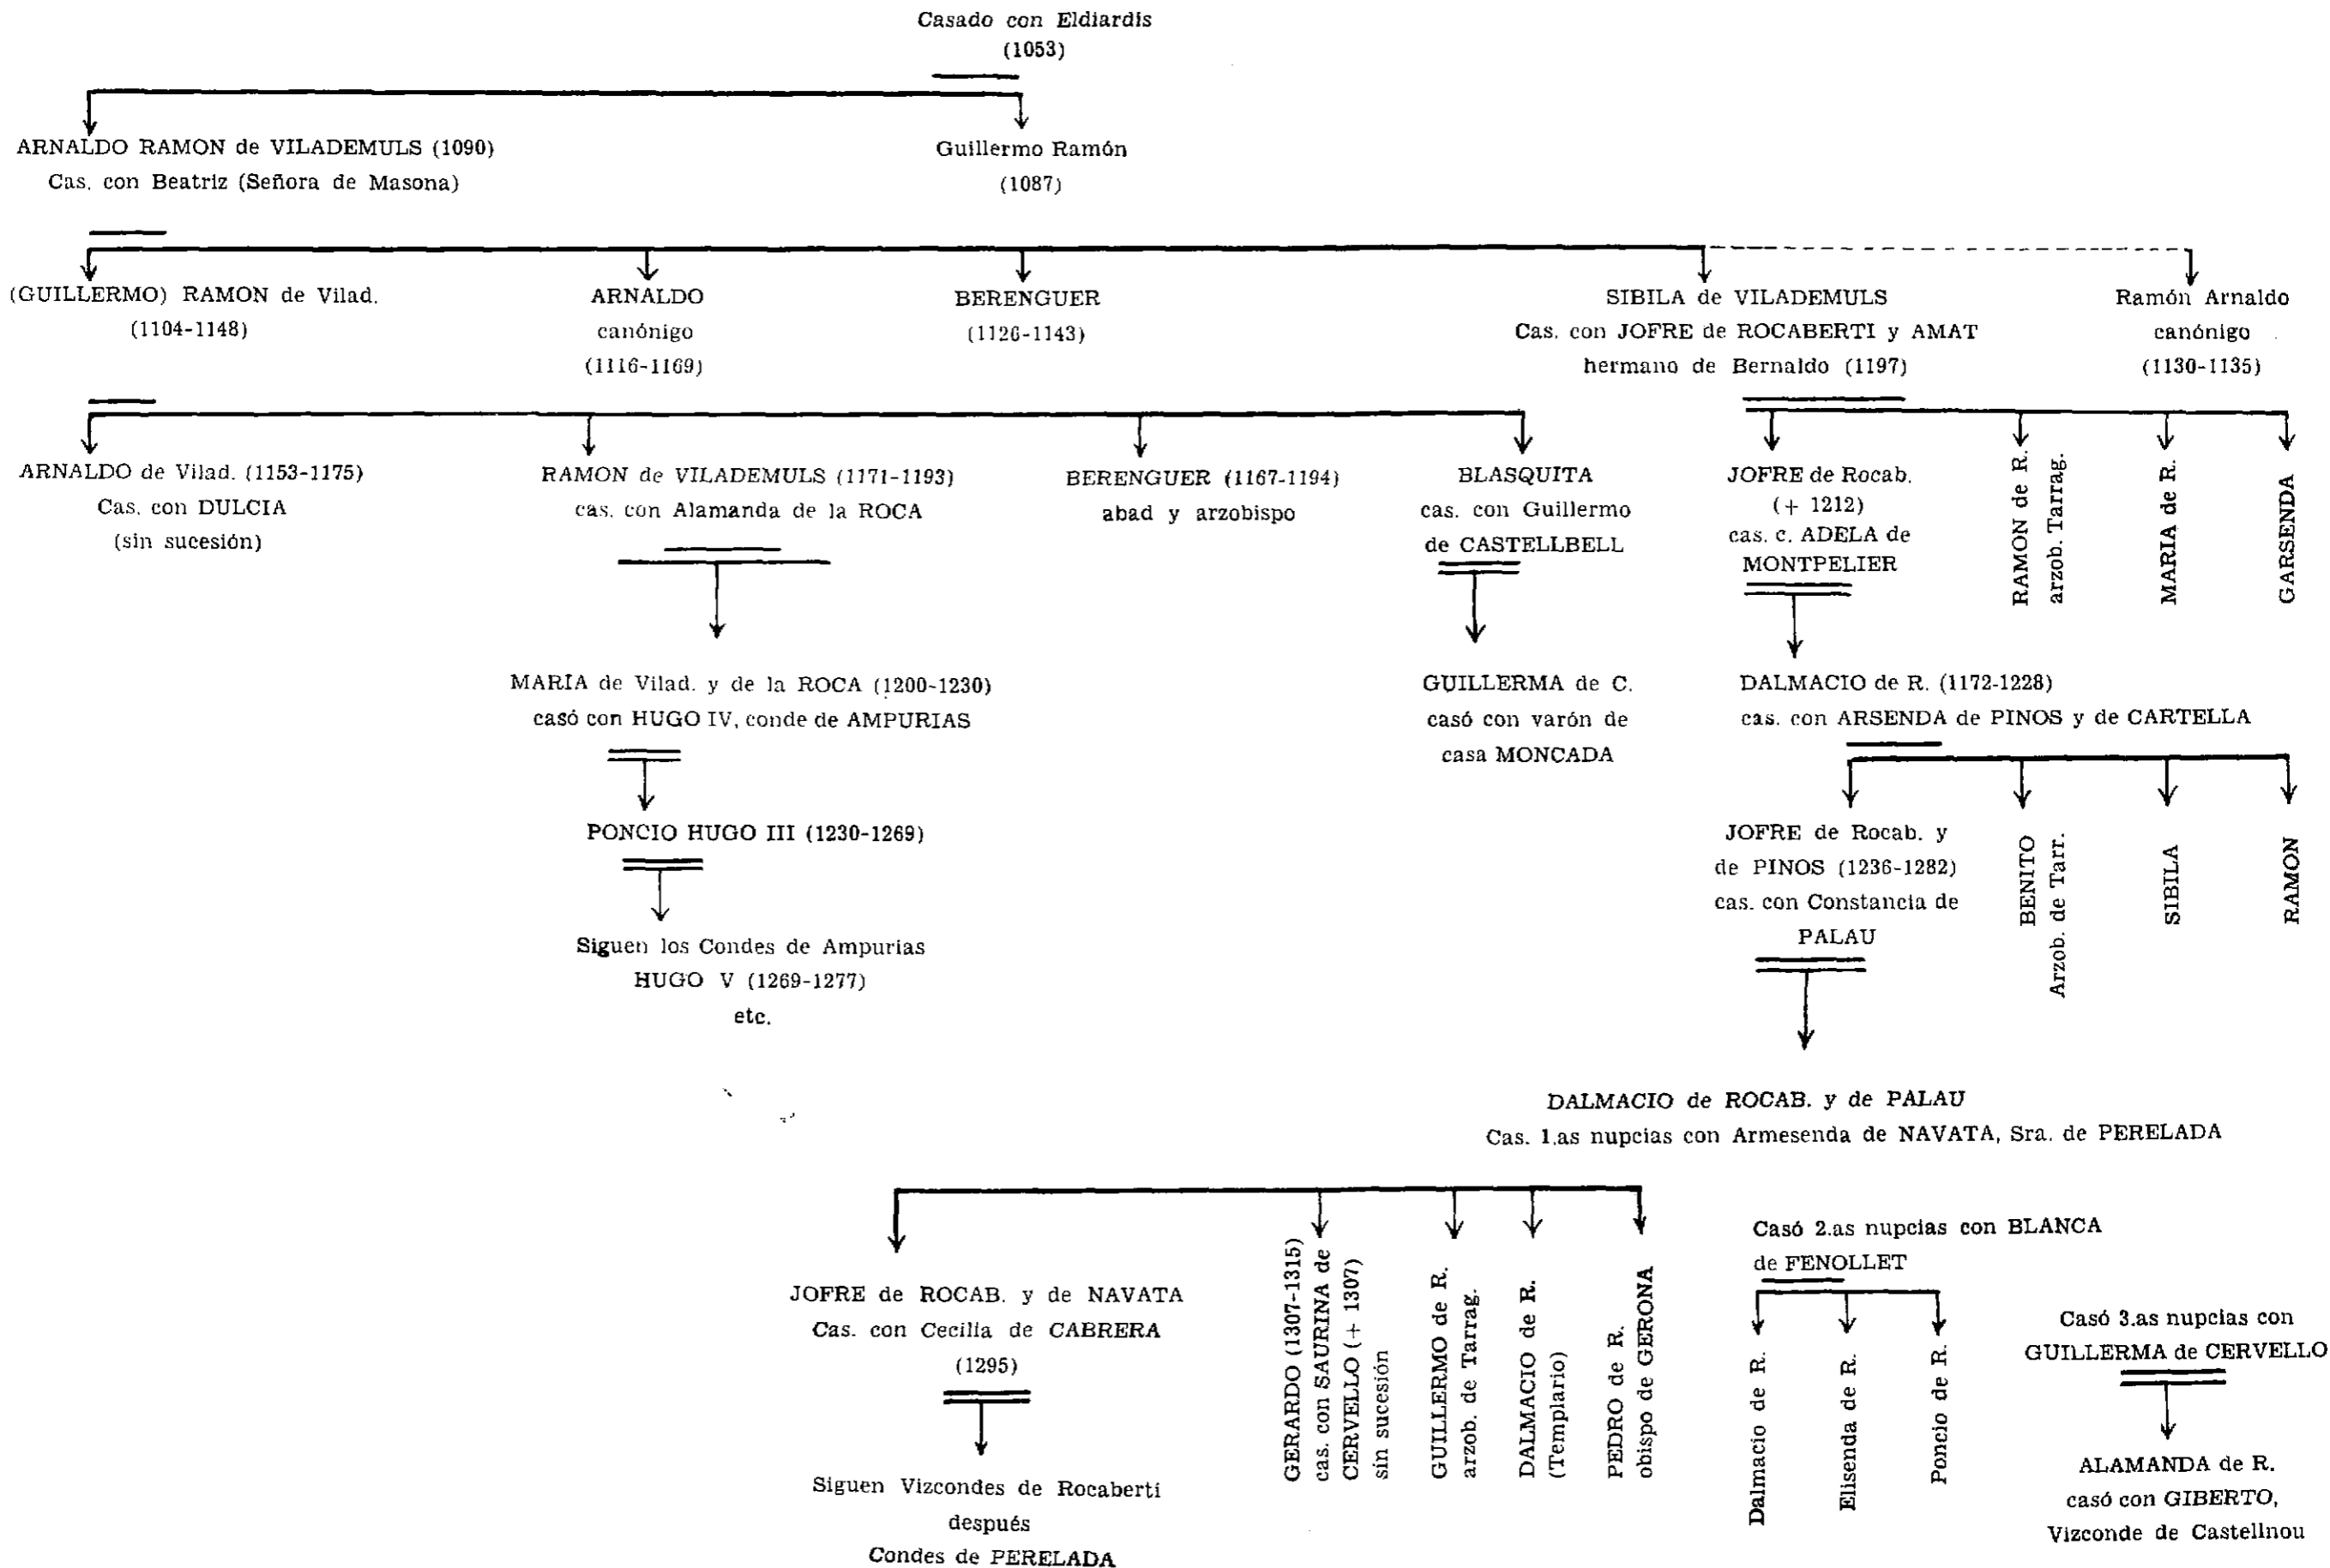 Casado con Eldiardis
(1053)
ARNALDO RAMON de VILADEMULS (1090)
Cas. con Beatriz (Señora de Masona)
Guillermo Ramón
(1087)
(GUILLERMO) RAMON de Vilad.
(1104-1148)
ARNALDO
canónigo
(1116-1169)
BERENGUER
(1126-1143)
SIBILA de VILADEMULS
Cas. con JOFRE de ROCABERTI y AMAT
hermano de Bernaldo (1197)
Ramón Arnaldo
canónigo
(1130-1135)
ARNALDO de Vilad. (1153-1175)
Cas. con DULCIA
(sin sucesión)
RAMON de VILADEMULS (1171-1193)
cas. con Alamanda de la ROCA
BERENGUER (1167-1194)
abad y arzobispo
BLASQUITA
cas. con Guillermo
de CASTELLBELL
JOFRE de Rocab.
(+ 1212)
cas. c. ADELA de
MONTPELIER
RAMON de R.
arzob. Tarrag.
MARIA de R.
GARSENDA
MARIA de Vilad. y de la ROCA (1200-1230)
casó con HUGO IV, conde de AMPURIAS
GUILLERMA de C.
casó con varón de
casa MONCADA
DALMACIO de R. (1172-1228)
cas. con ARSENDA de PINOS y de CARTELLA
PONCIO HUGO III (1230-1269)
JOFRE de Rocab. y
de PINOS (1236-1282)
cas. con Constancia de
PALAU
BENITO
Arzob. de Tarr.
SIBILA
RAMON
Siguen los Condes de Ampurias
HUGO V (1269-1277)
etc.
DALMACIO de ROCAB. y de PALAU
Cas. 1.as nupcias con Armesenda de NAVATA, Sra. de PERELADA
JOFRE de ROCAB. y de NAVATA
Cas. con Cecilia de CABRERA
(1295)
GERARDO (1307-1315)
cas. con SAURINA de
CERVELLO (+ 1307)
sin sucesión
GUILLERMO de R.
arzob. de Tarrag.
DALMACIO de R.
(Templario)
PEDRO de R.
obispo de GERONA
Casó 2.as nupcias con BLANCA
de FENOLLET
Dalmacio de R.
Elisenda de R.
Poncio de R.
Casó 3.as nupcias con
GUILLERMA de CERVELLO
ALAMANDA de R.
casó con GIBERTO,
Vizconde de Castellnou
Siguen Vizcondes de Rocaberti
después
Condes de PERELADA